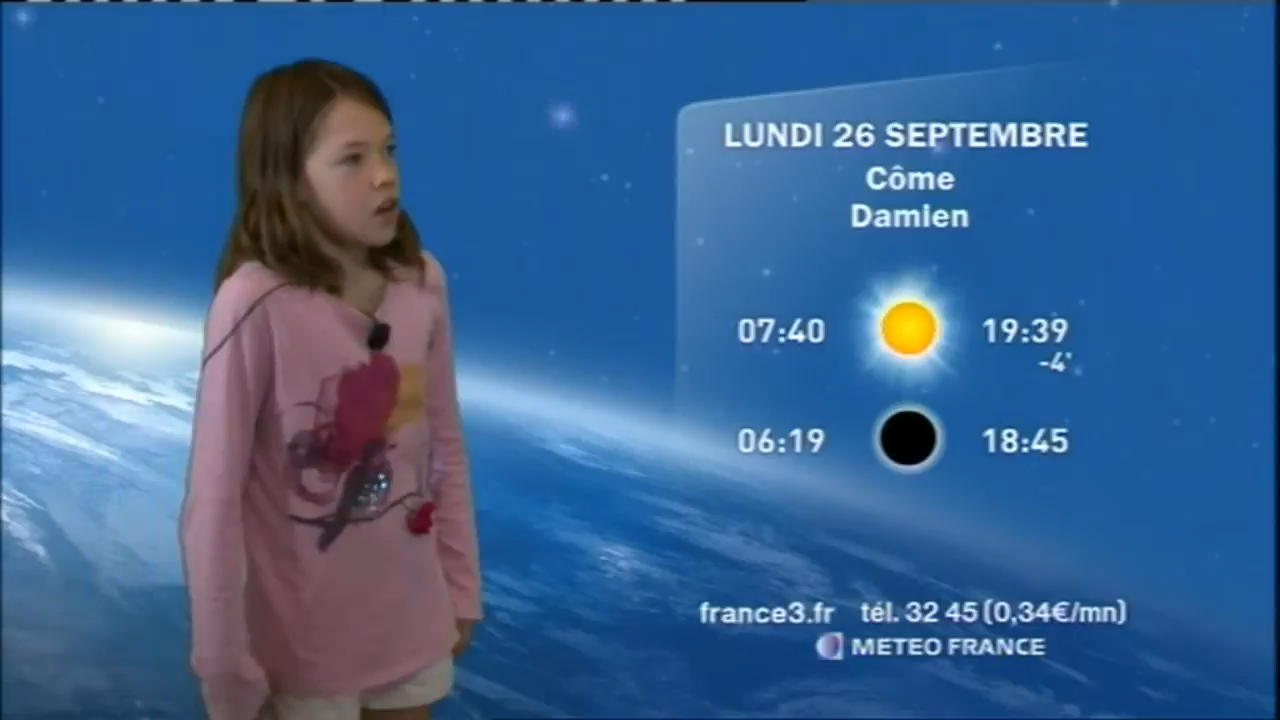 LUNDI 26 SEPTEMBRE
Côme
Damien
07:40 19:39
-4'
06:19 18:45
france3.fr tél. 32 45 (0,34€/mn)
METEO FRANCE